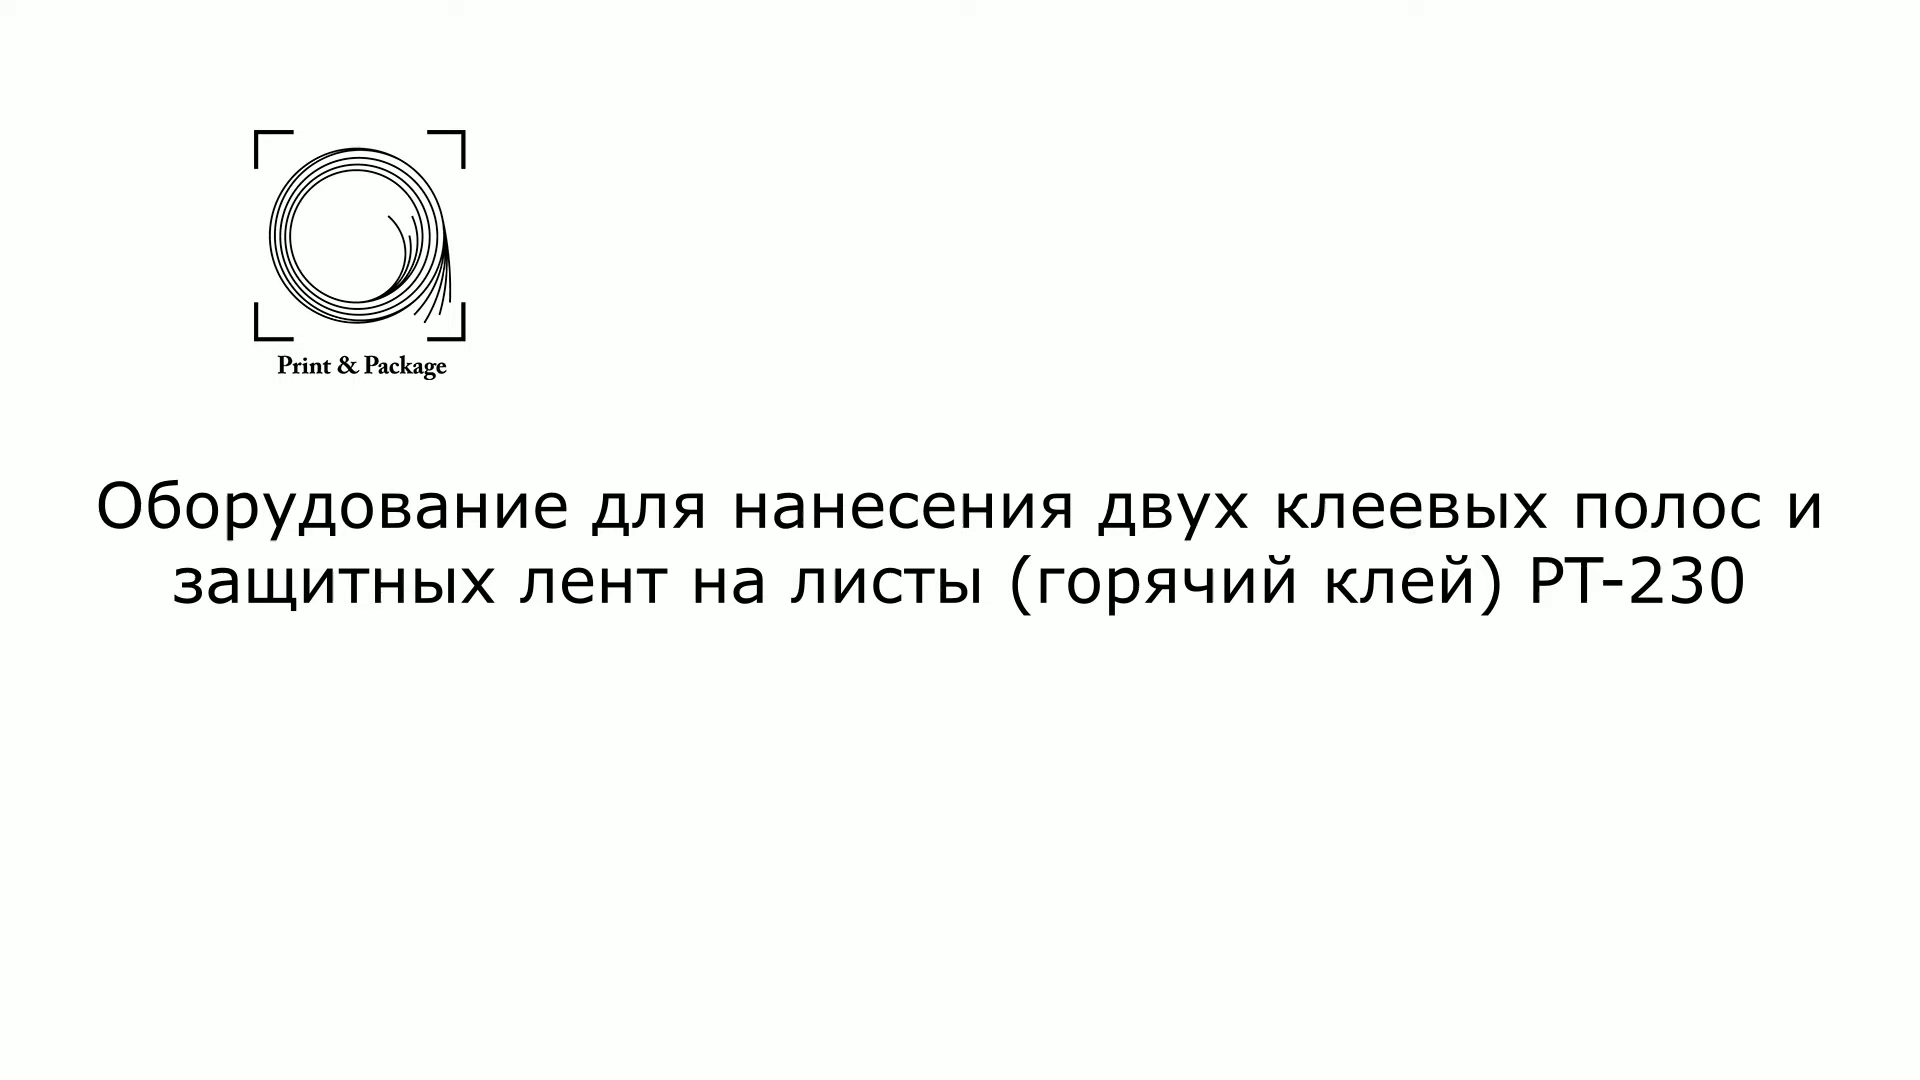 Print & Package
Оборудование для нанесения двух клеевых полос и
защитных лент на листы (горячий клей) PT-230